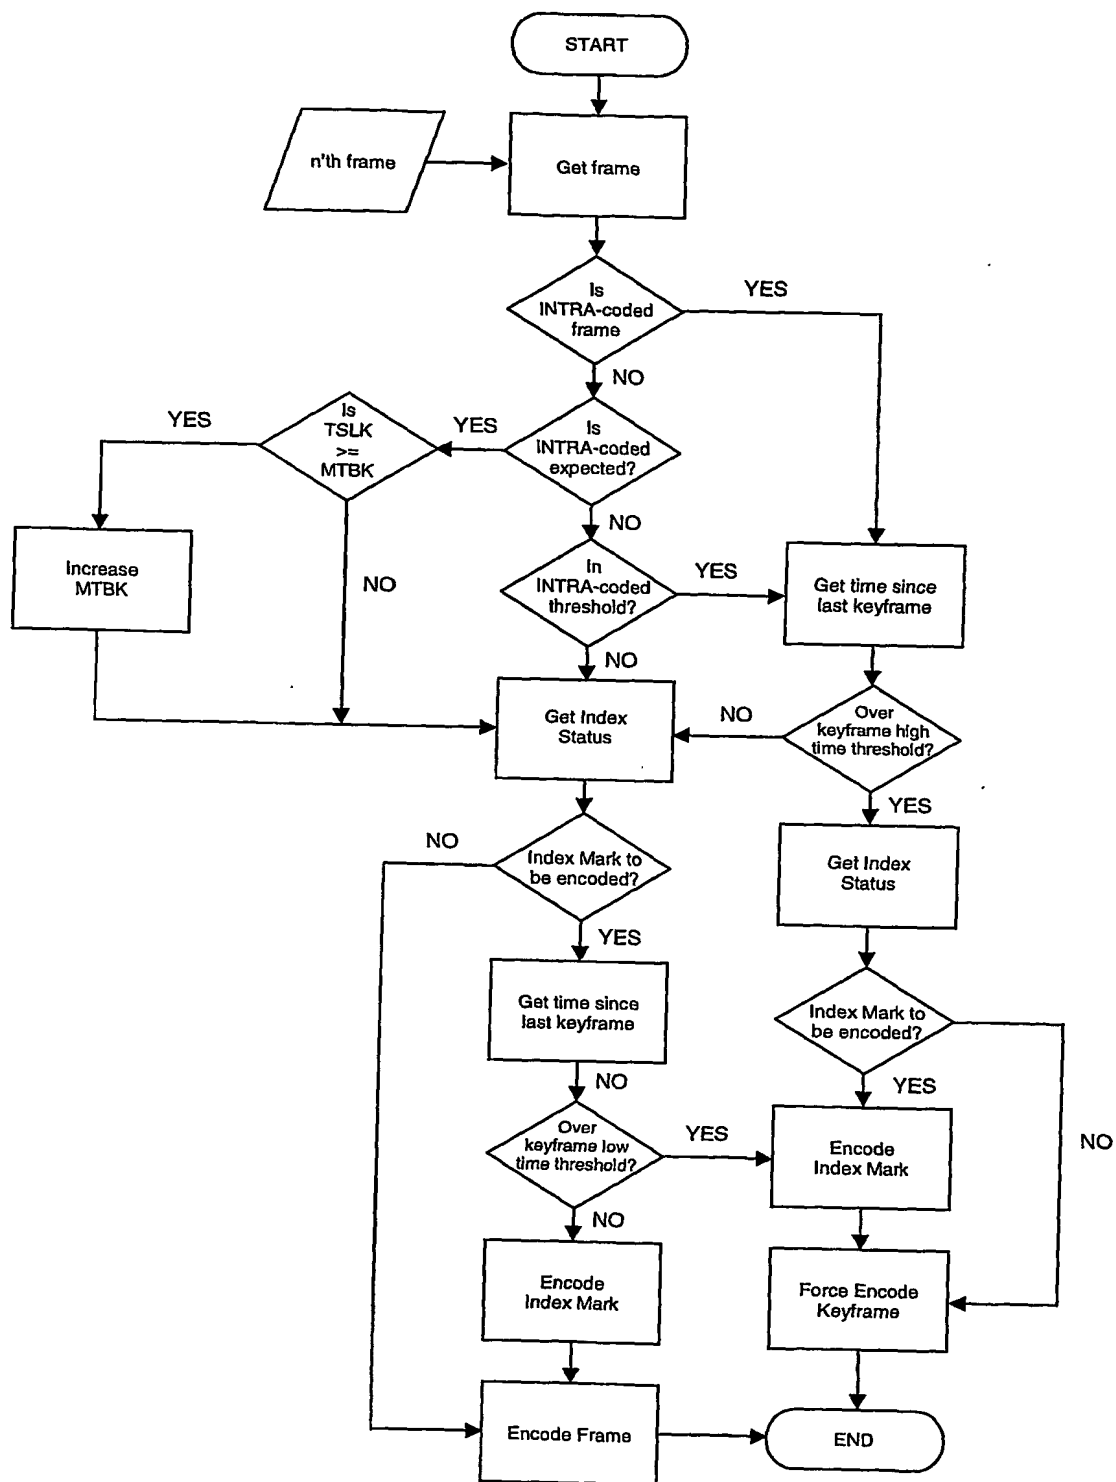 START
n'th frame
Get frame
Is
INTRA-coded
frame
YES
NO
Is
INTRA-coded
expected?
YES
Is
TSLK
>=
MTBK
YES
NO
Increase
MTBK
NO
In
INTRA-coded
threshold?
YES
Get time since
last keyframe
NO
Get Index
Status
NO
Over
keyframe high
time threshold?
YES
NO
Index Mark to
be encoded?
Get Index
Status
YES
Get time since
last keyframe
Index Mark to
be encoded?
NO
YES
Over
keyframe low
time threshold?
YES
Encode
Index Mark
NO
NO
Encode
Index Mark
Force Encode
Keyframe
Encode Frame
END